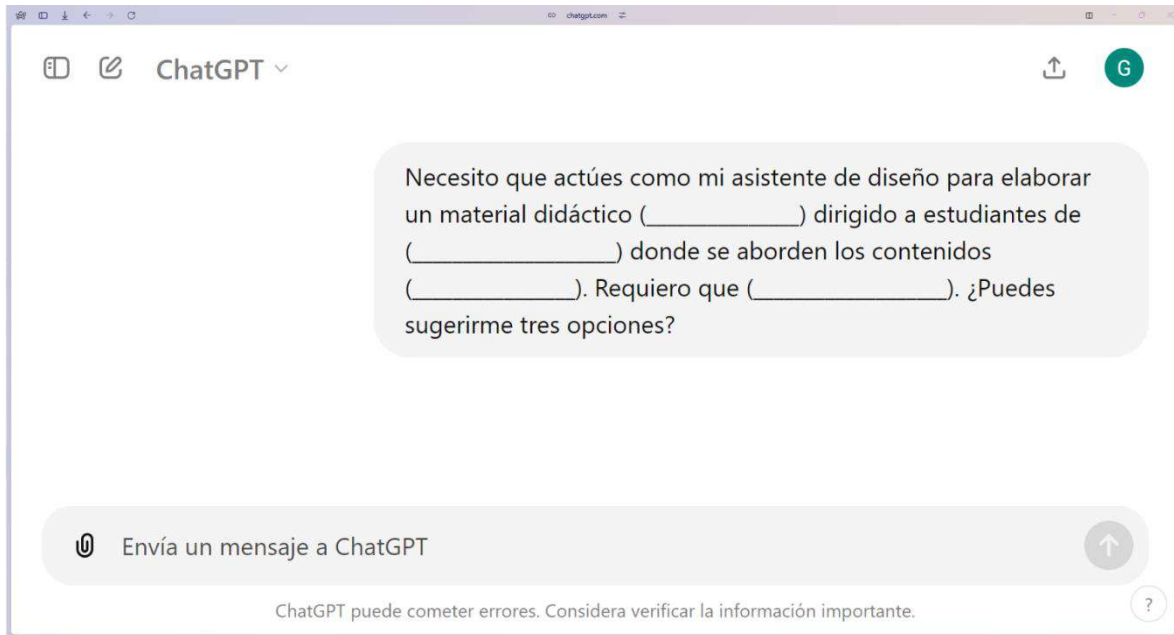 chatgpt.com
ChatGPT
G
Necesito que actúes como mi asistente de diseño para elaborar
un material didáctico (_______________) dirigido a estudiantes de
(____________________) donde se aborden los contenidos
(________________). Requiero que (___________________). ¿Puedes
sugerirme tres opciones?
Envía un mensaje a ChatGPT
ChatGPT puede cometer errores. Considera verificar la información importante.
?